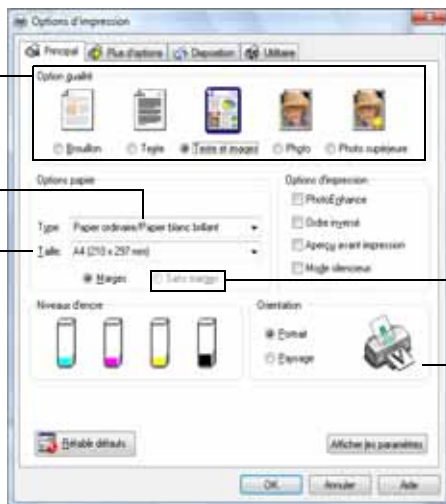 Options d'impression
Principal Plus d'options Disposition Utilitaire
Option qualité
Brouillon Texte Texte et images Photo Photo supérieure
Options papier
Options d'impression
Type Papier ordinaire/Papier blanc brillant
Taille A4 (210 x 297 mm)
Marges Sans marges
PhotoEnhance
Ordre inversé
Aperçu avant impression
Mode silencieux
Niveaux d'encre
Orientation
Portrait
Paysage
Rétablir défauts
Afficher les paramètres
OK Annuler Aide